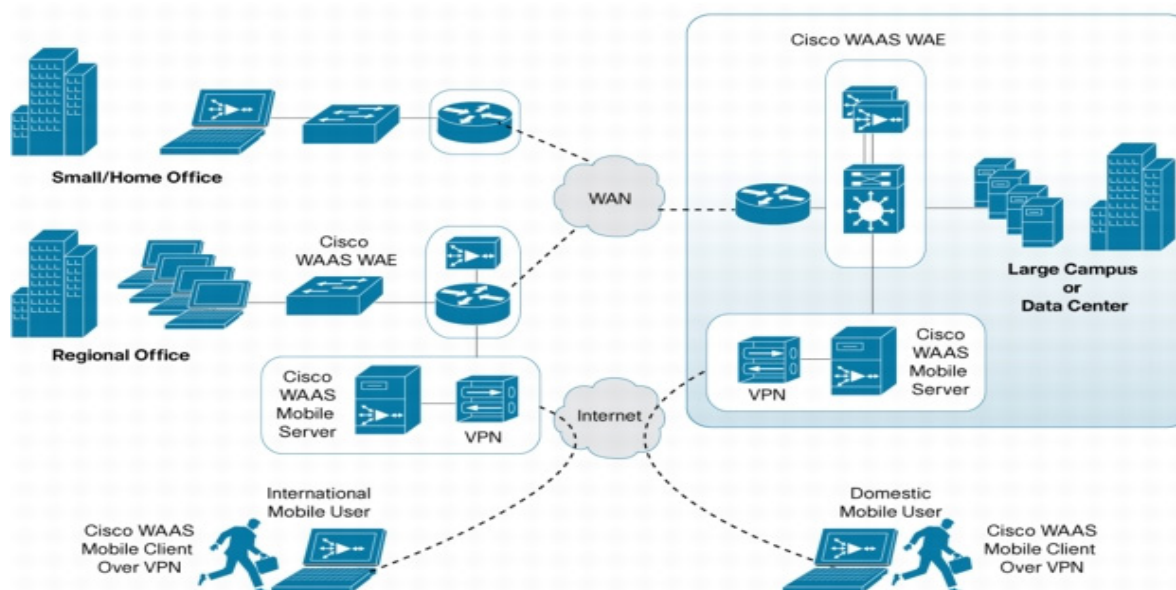 Cisco WAAS WAE
Small/Home Office
WAN
Cisco
WAAS WAE
Large Campus
or
Data Center
Regional Office
Cisco
WAAS
Mobile
Server
VPN
Internet
VPN
Cisco
WAAS
Mobile
Server
International
Mobile User
Cisco WAAS
Mobile Client
Over VPN
Domestic
Mobile User
Cisco WAAS
Mobile Client
Over VPN